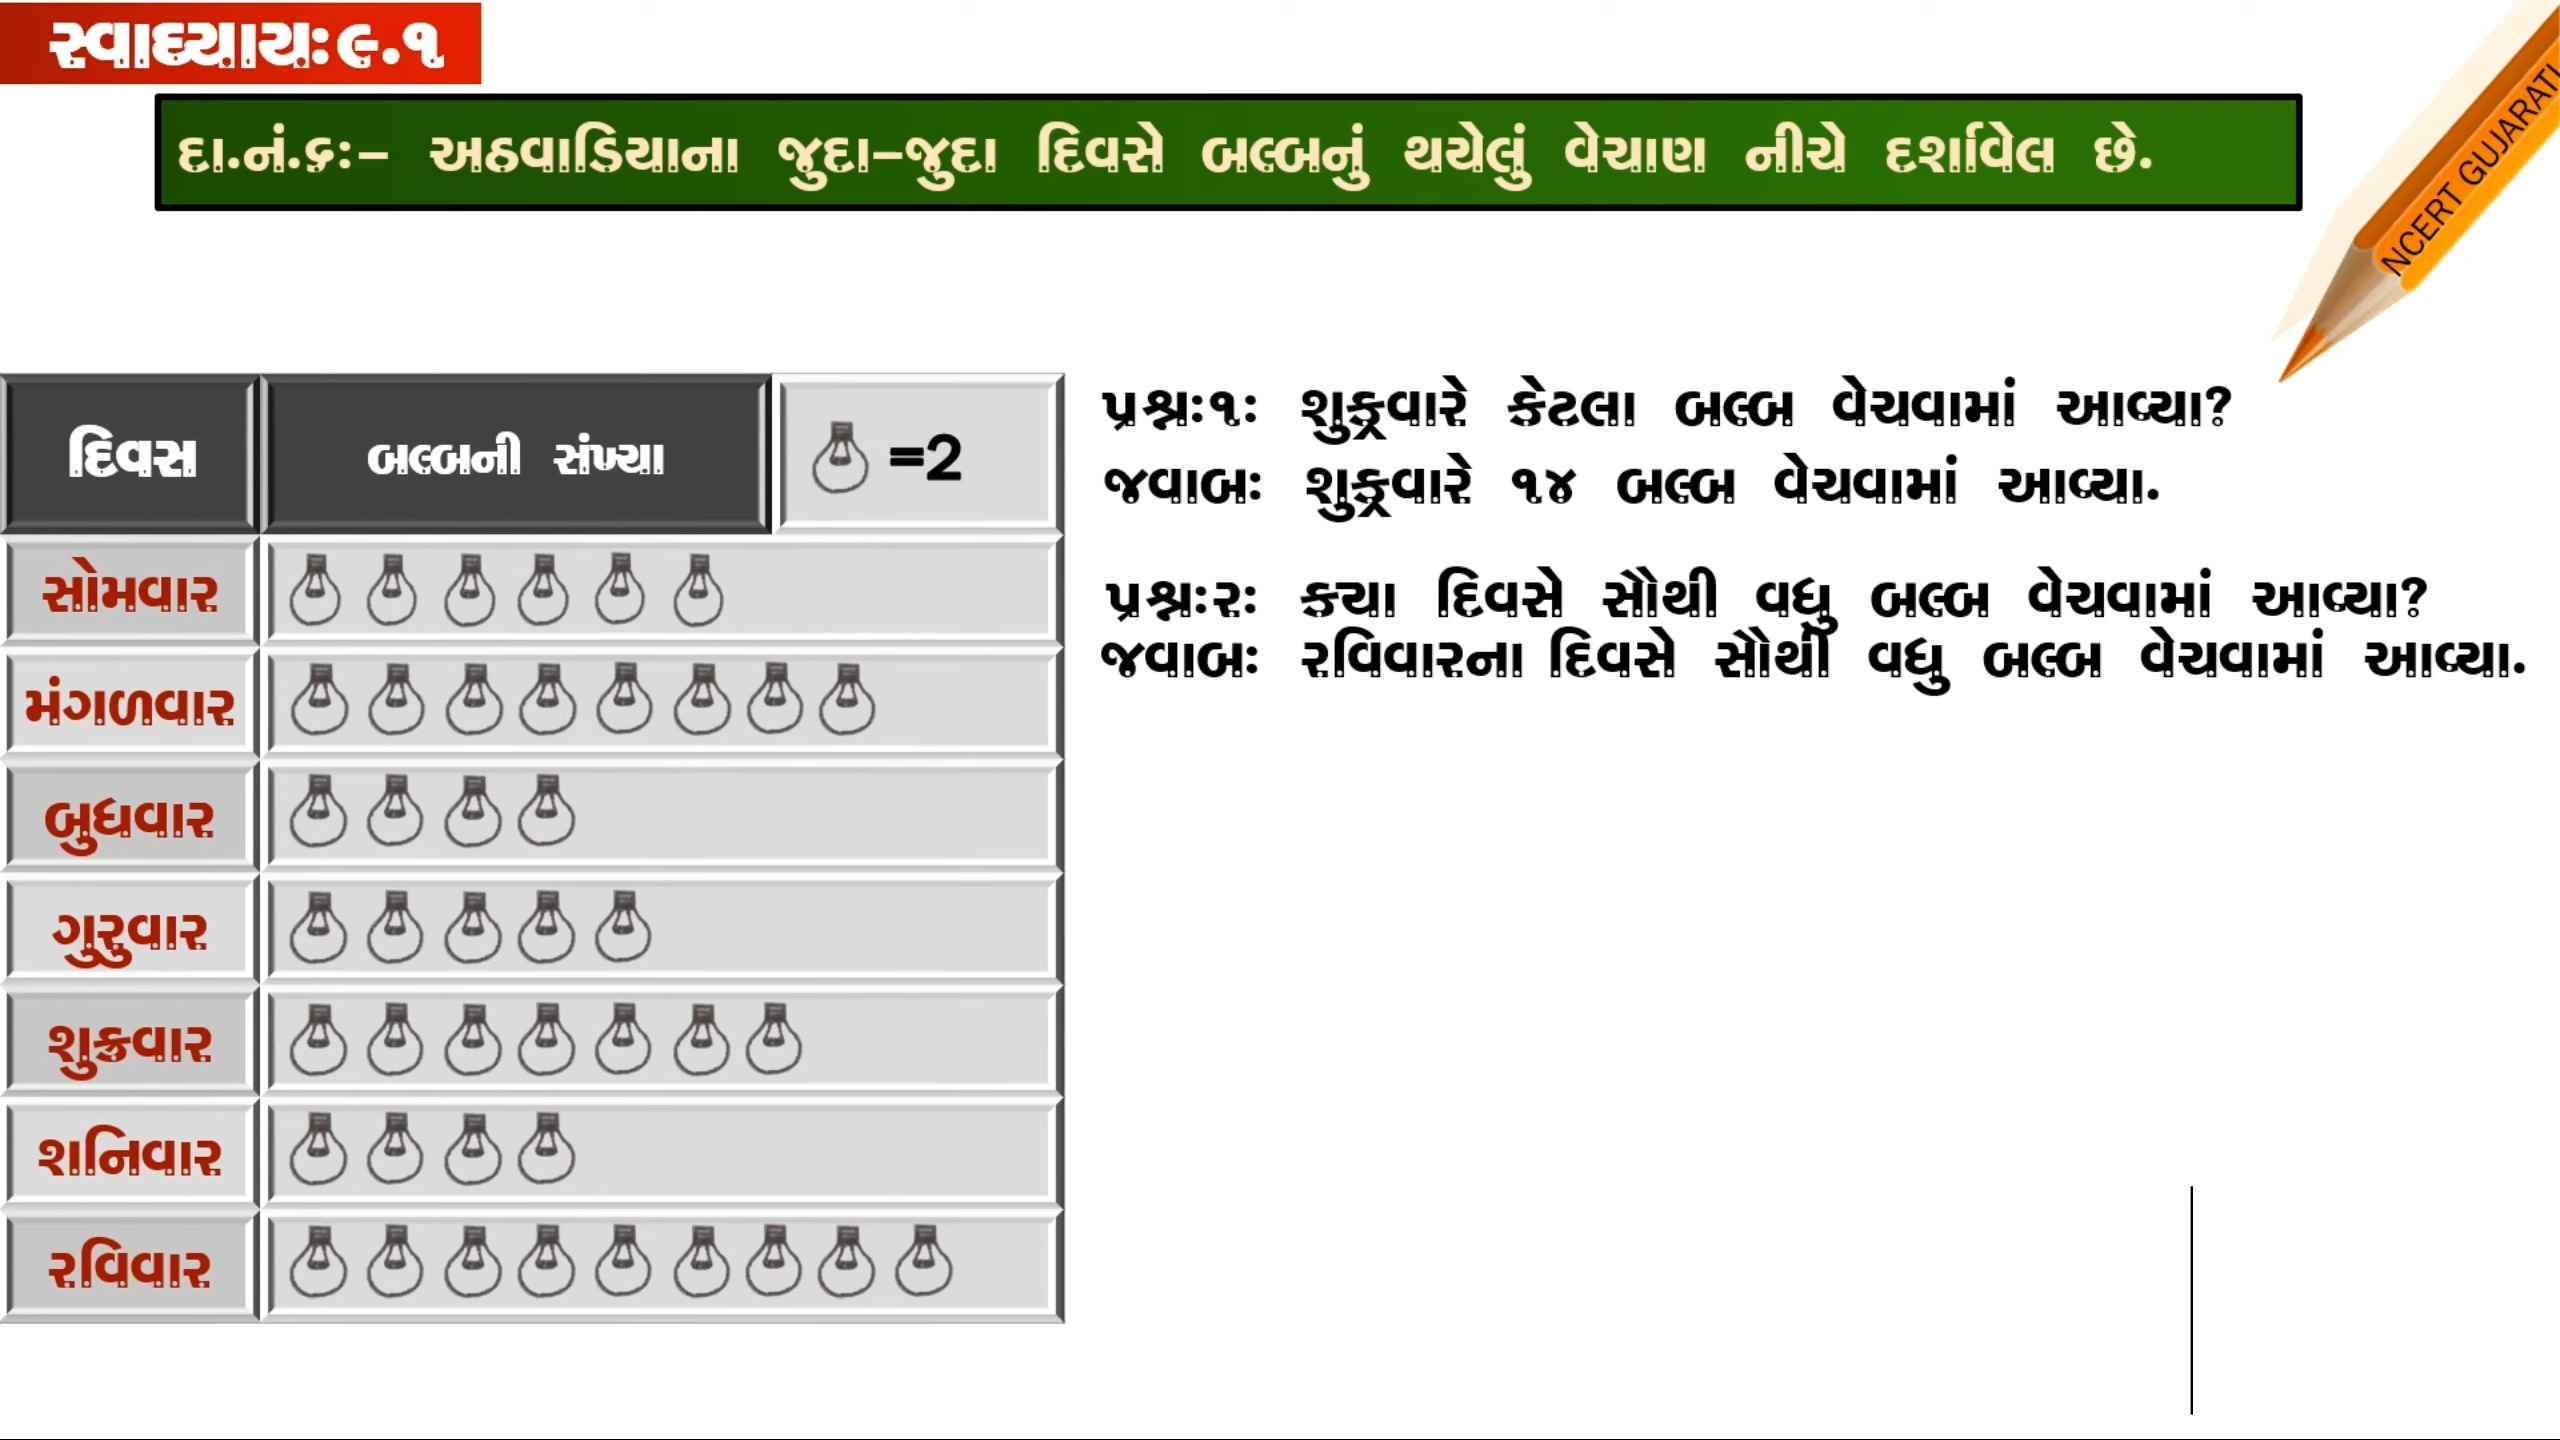 સ્વાધ્યાયઃ૯.૧
દા.નં.૬ઃ– અઠવાડિયાના જુદા–જુદા દિવસે બલ્બનું થયેલું વેચાણ નીચે દર્શાવેલ છે.
NCERT GUJARATI
દિવસ બલ્બની સંખ્યા =2
સોમવાર
મંગળવાર
બુધવાર
ગુરુવાર
શુક્રવાર
શનિવાર
રવિવાર
પ્રશ્નઃ૧ઃ શુક્રવારે કેટલા બલ્બ વેચવામાં આવ્યા?
જવાબઃ શુક્રવારે ૧૪ બલ્બ વેચવામાં આવ્યા.
પ્રશ્નઃ૨ઃ કયા દિવસે સૌથી વધુ બલ્બ વેચવામાં આવ્યા?
જવાબઃ રવિવારના દિવસે સૌથી વધુ બલ્બ વેચવામાં આવ્યા.